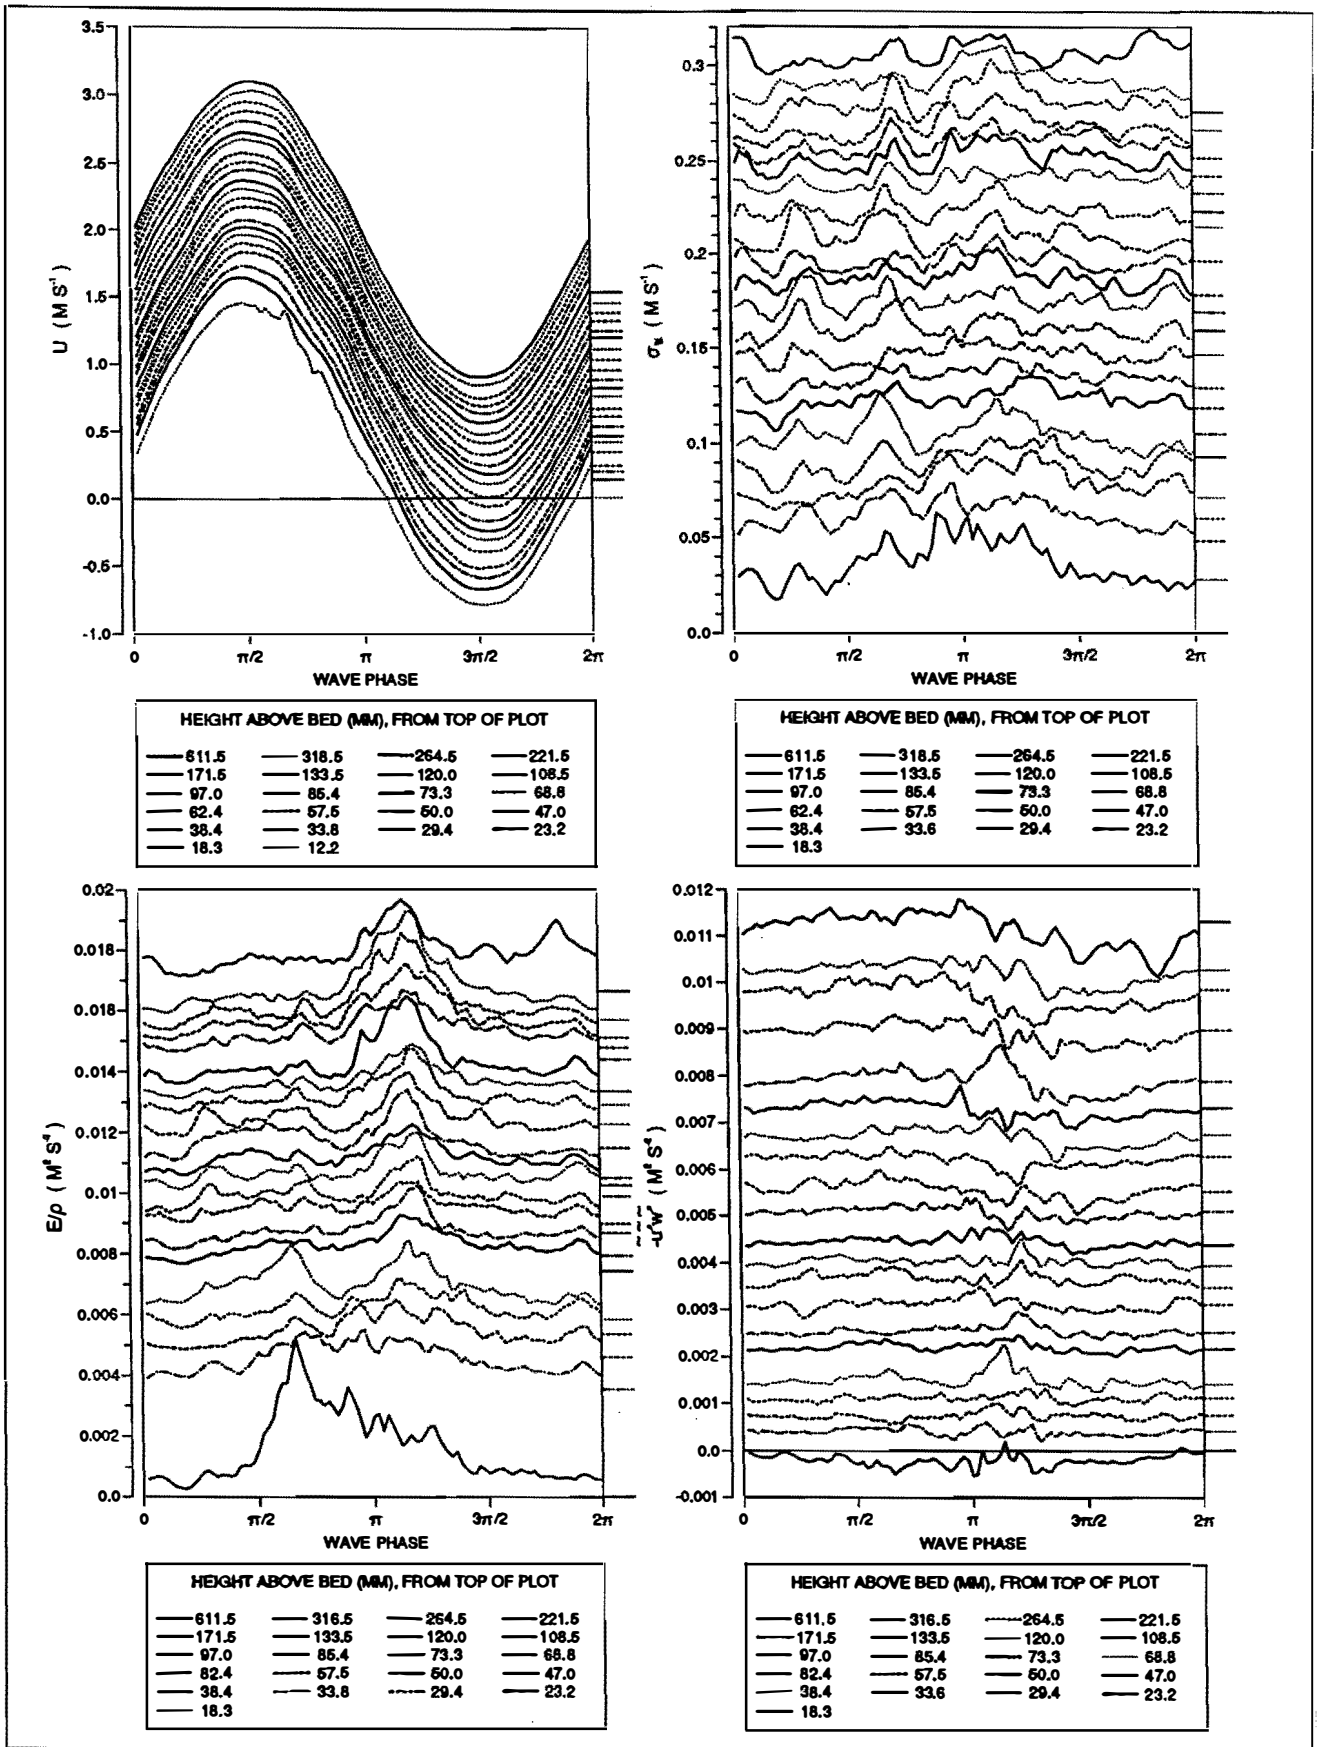 3.5
3.0
2.5
2.0
1.5
1.0
0.5
0.0
-0.5
-1.0
U ( M S⁻¹ )
0 π/2 π 3π/2 2π
WAVE PHASE
HEIGHT ABOVE BED (MM), FROM TOP OF PLOT
611.5 318.5 264.5 221.5
171.5 133.5 120.0 108.5
97.0 85.4 73.3 68.8
62.4 57.5 50.0 47.0
38.4 33.8 29.4 23.2
18.3 12.2
0.3
0.25
0.2
0.15
0.1
0.05
0.0
( M S⁻¹ )
0 π/2 π 3π/2 2π
WAVE PHASE
HEIGHT ABOVE BED (MM), FROM TOP OF PLOT
611.5 318.5 264.5 221.5
171.5 133.5 120.0 108.5
97.0 85.4 73.3 68.8
62.4 57.5 50.0 47.0
38.4 33.6 29.4 23.2
18.3
0.02
0.018
0.018
0.014
0.012
0.01
0.008
0.006
0.004
0.002
0.0
E/ρ ( M² S⁻² )
0 π/2 π 3π/2 2π
WAVE PHASE
HEIGHT ABOVE BED (MM), FROM TOP OF PLOT
611.5 316.5 264.5 221.5
171.5 133.5 120.0 108.5
97.0 85.4 73.3 68.8
82.4 57.5 50.0 47.0
38.4 33.8 29.4 23.2
18.3
0.012
0.011
0.01
0.009
0.008
0.007
0.006
0.005
0.004
0.003
0.002
0.001
0.0
-0.001
( M² S⁻² )
0 π/2 π 3π/2 2π
WAVE PHASE
HEIGHT ABOVE BED (MM), FROM TOP OF PLOT
611.5 316.5 264.5 221.5
171.5 133.5 120.0 108.5
97.0 85.4 73.3 68.8
62.4 57.5 50.0 47.0
38.4 33.6 29.4 23.2
18.3